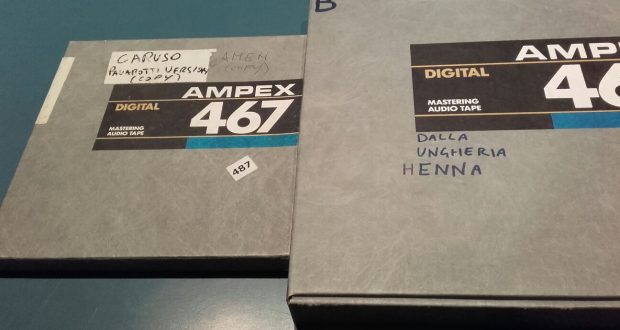 CARUSO
PAVAROTTI VERSION
(COPY)
AMEN
(COPY)
AMPEX
DIGITAL
467
MASTERING
AUDIO TAPE
487
B
AMPEX
DIGITAL
46
MASTERING
AUDIO TAPE
DALLA
UNGHERIA
HENNA